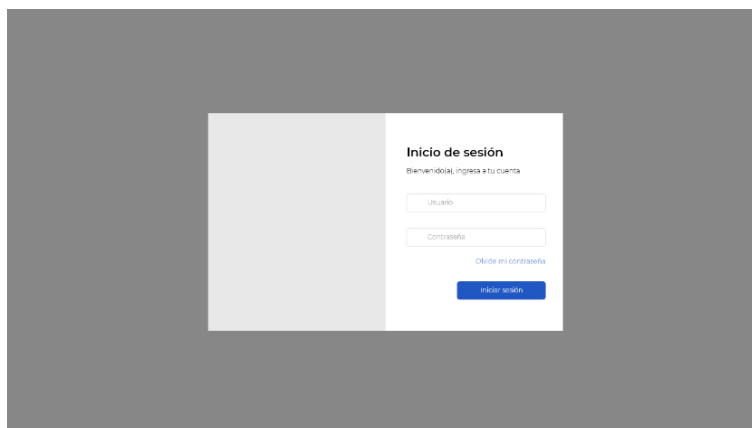 Inicio de sesión
Bienvenido(a), ingresa a tu cuenta
Usuario
Contraseña
Olvide mi contraseña
Iniciar sesión